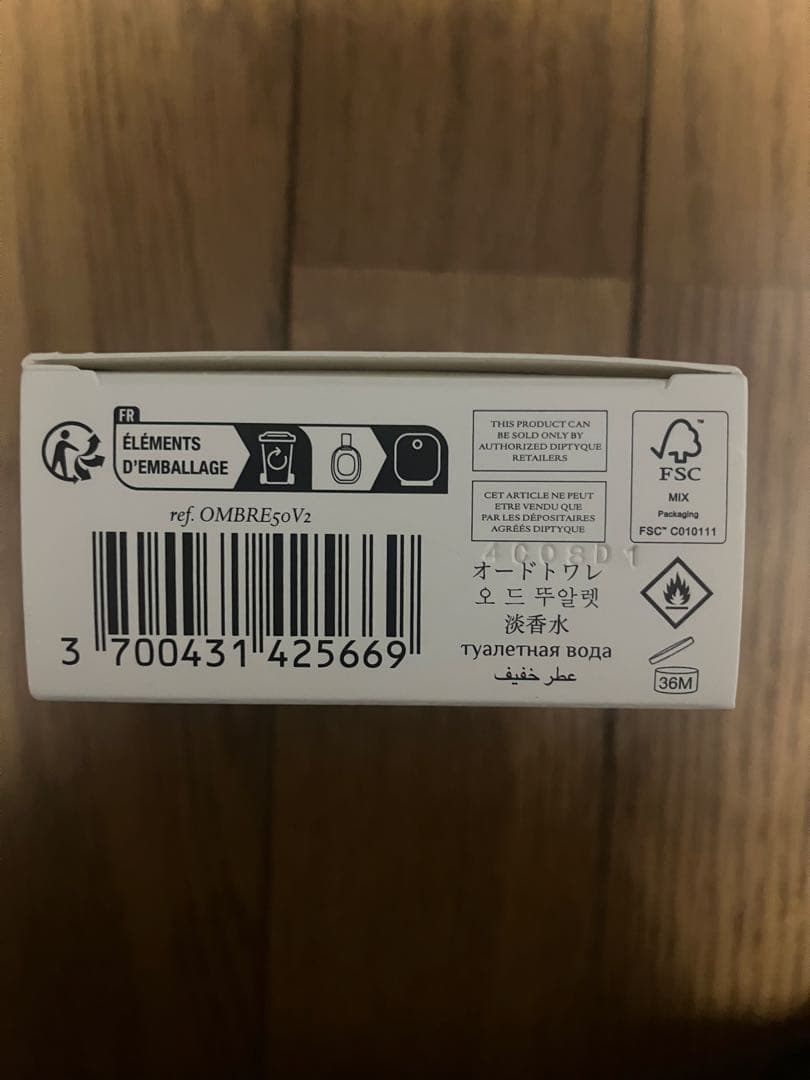 FR
ÉLÉMENTS
D'EMBALLAGE
ref. OMBRE50V2
3 700431 425669
THIS PRODUCT CAN
BE SOLD ONLY BY
AUTHORIZED DIPTYQUE
RETAILERS
CET ARTICLE NE PEUT
ETRE VENDU QUE
PAR LES DÉPOSITAIRES
AGRÉÉS DIPTYQUE
4C08D1
オードトワレ
오 드 뚜알렛
淡香水
туалетная вода
عطر خفيف
FSC
MIX
Packaging
FSC™ C010111
36M